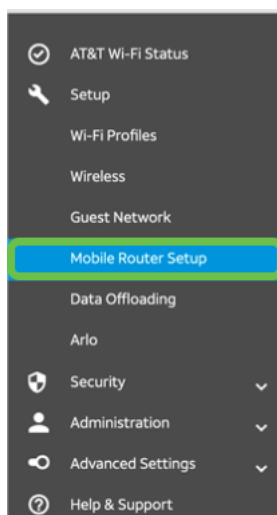 AT&T Wi-Fi Status
Setup
Wi-Fi Profiles
Wireless
Guest Network
Mobile Router Setup
Data Offloading
Arlo
Security
Administration
Advanced Settings
Help & Support